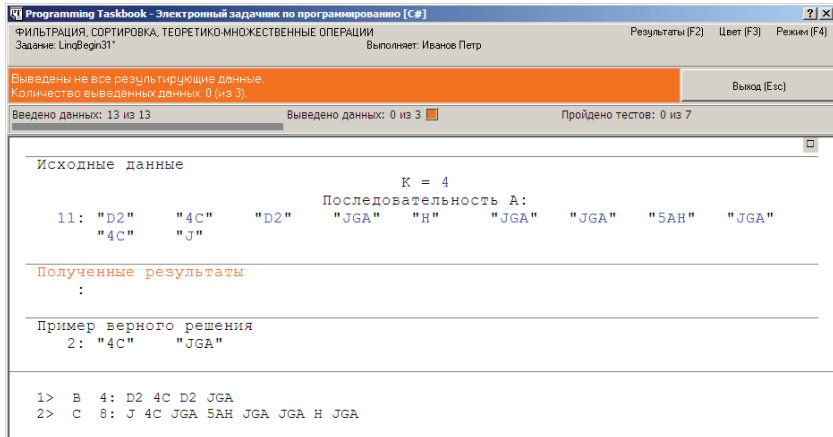 Programming Taskbook - Электронный задачник по программированию [C#]
ФИЛЬТРАЦИЯ, СОРТИРОВКА, ТЕОРЕТИКО-МНОЖЕСТВЕННЫЕ ОПЕРАЦИИ
Результаты (F2) Цвет (F3) Режим (F4)
Задание: LinqBegin31* Выполняет: Иванов Петр
Выведены не все результирующие данные.
Количество выведенных данных: 0 (из 3).
Выход (Esc)
Введено данных: 13 из 13 Выведено данных: 0 из 3 Пройдено тестов: 0 из 7
Исходные данные
K = 4
Последовательность A:
11: "D2" "4C" "D2" "JGA" "H" "JGA" "JGA" "5AH" "JGA"
"4C" "J"
Полученные результаты
:
Пример верного решения
2: "4C" "JGA"
1> B 4: D2 4C D2 JGA
2> C 8: J 4C JGA 5AH JGA JGA H JGA